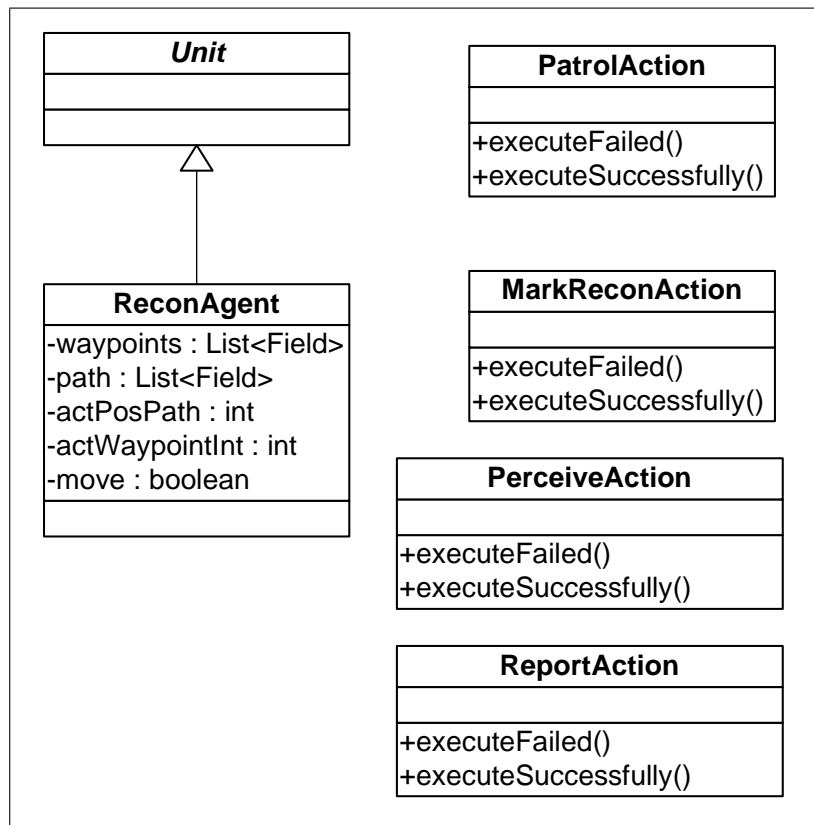 Unit
ReconAgent
-waypoints : List<Field>
-path : List<Field>
-actPosPath : int
-actWaypointInt : int
-move : boolean
PatrolAction
+executeFailed()
+executeSuccessfully()
MarkReconAction
+executeFailed()
+executeSuccessfully()
PerceiveAction
+executeFailed()
+executeSuccessfully()
ReportAction
+executeFailed()
+executeSuccessfully()